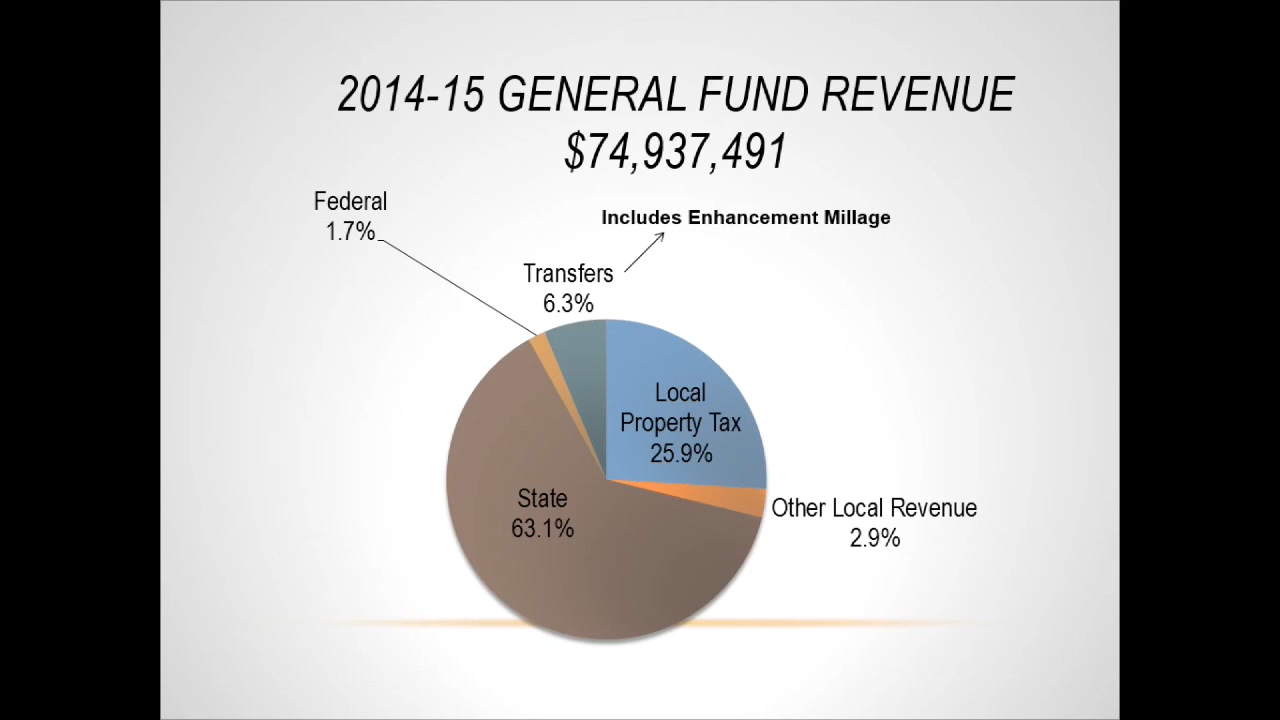 2014-15 GENERAL FUND REVENUE
$74,937,491
Federal
1.7%
Includes Enhancement Millage
Transfers
6.3%
Local
Property Tax
25.9%
State
63.1%
Other Local Revenue
2.9%